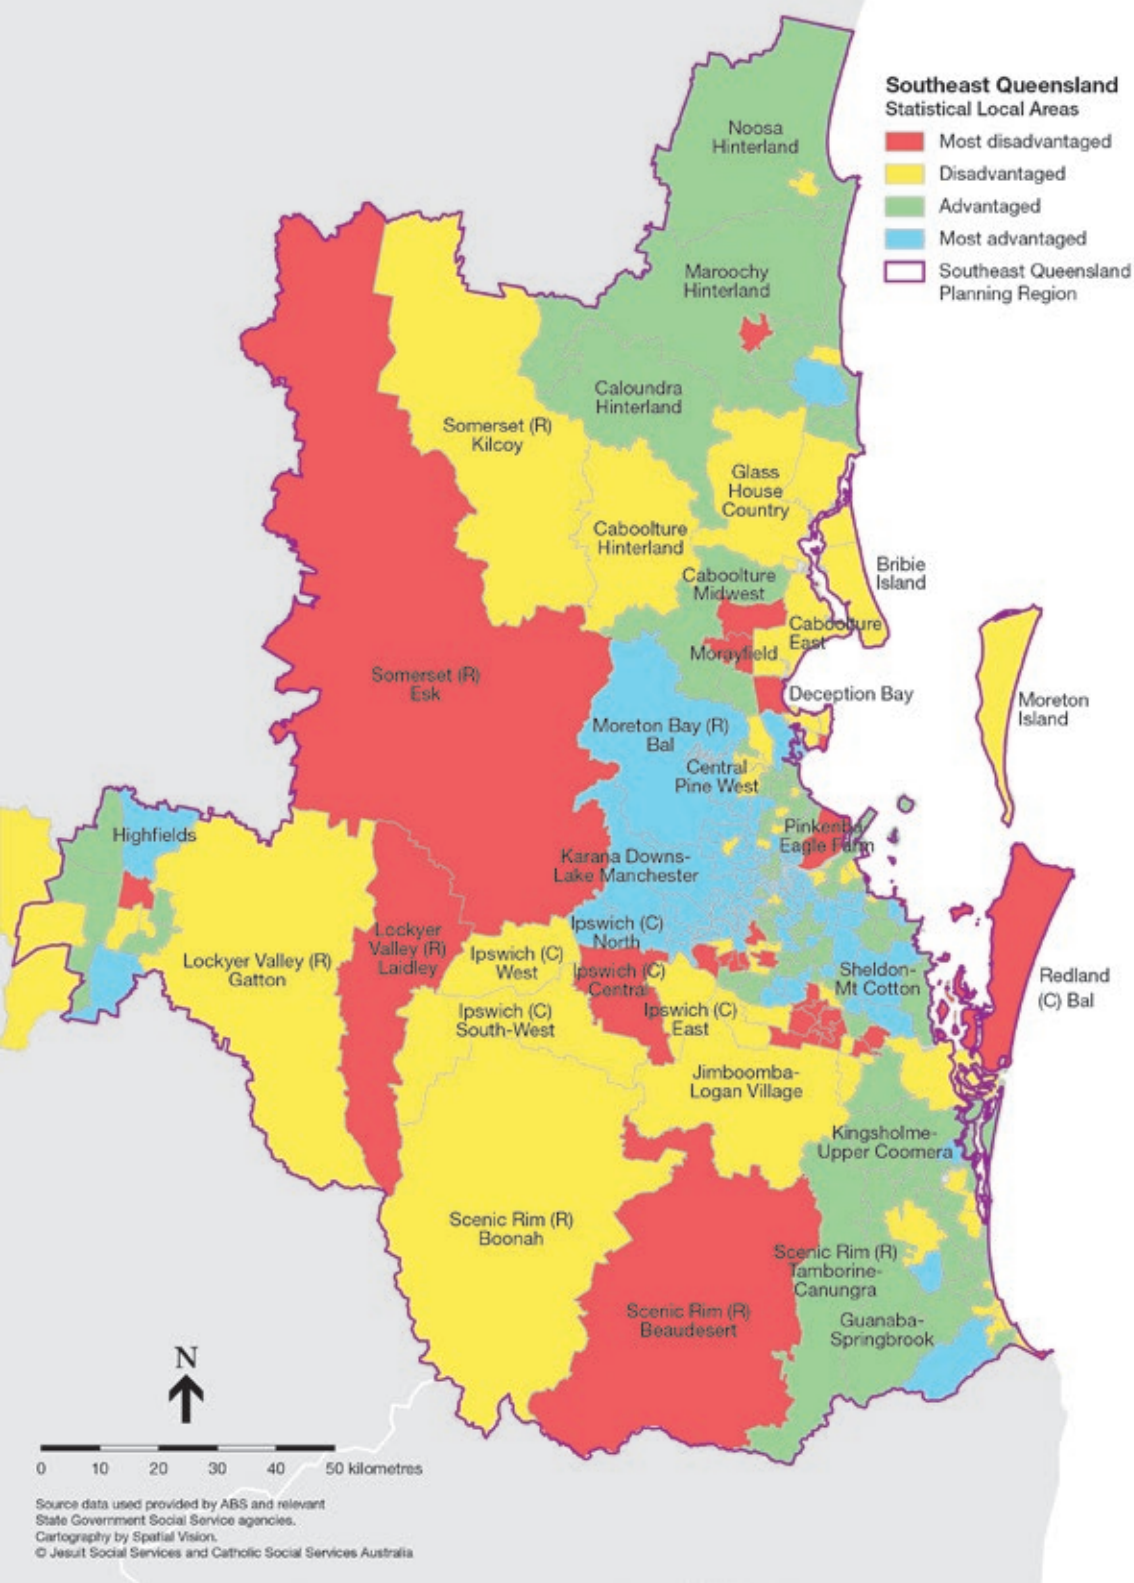 Southeast Queensland
Statistical Local Areas
Most disadvantaged
Disadvantaged
Advantaged
Most advantaged
Southeast Queensland
Planning Region
Noosa
Hinterland
Maroochy
Hinterland
Caloundra
Hinterland
Somerset (R)
Kilcoy
Glass
House
Country
Caboolture
Hinterland
Caboolture
Midwest
Bribie
Island
Caboolture
East
Morayfield
Somerset (R)
Esk
Deception Bay
Moreton
Island
Moreton Bay (R)
Bal
Central
Pine West
Highfields
Pinkenba-
Eagle Farm
Karana Downs-
Lake Manchester
Ipswich (C)
North
Lockyer
Valley (R)
Laidley
Lockyer Valley (R)
Gatton
Ipswich (C)
West
Ipswich (C)
Central
Sheldon-
Mt Cotton
Redland
(C) Bal
Ipswich (C)
South-West
Ipswich (C)
East
Jimboomba-
Logan Village
Kingsholme-
Upper Coomera
Scenic Rim (R)
Boonah
Scenic Rim (R)
Tamborine-
Canungra
Scenic Rim (R)
Beaudesert
Guanaba-
Springbrook
N
0 10 20 30 40 50 kilometres
Source data used provided by ABS and relevant
State Government Social Service agencies.
Cartography by Spatial Vision.
© Jesuit Social Services and Catholic Social Services Australia